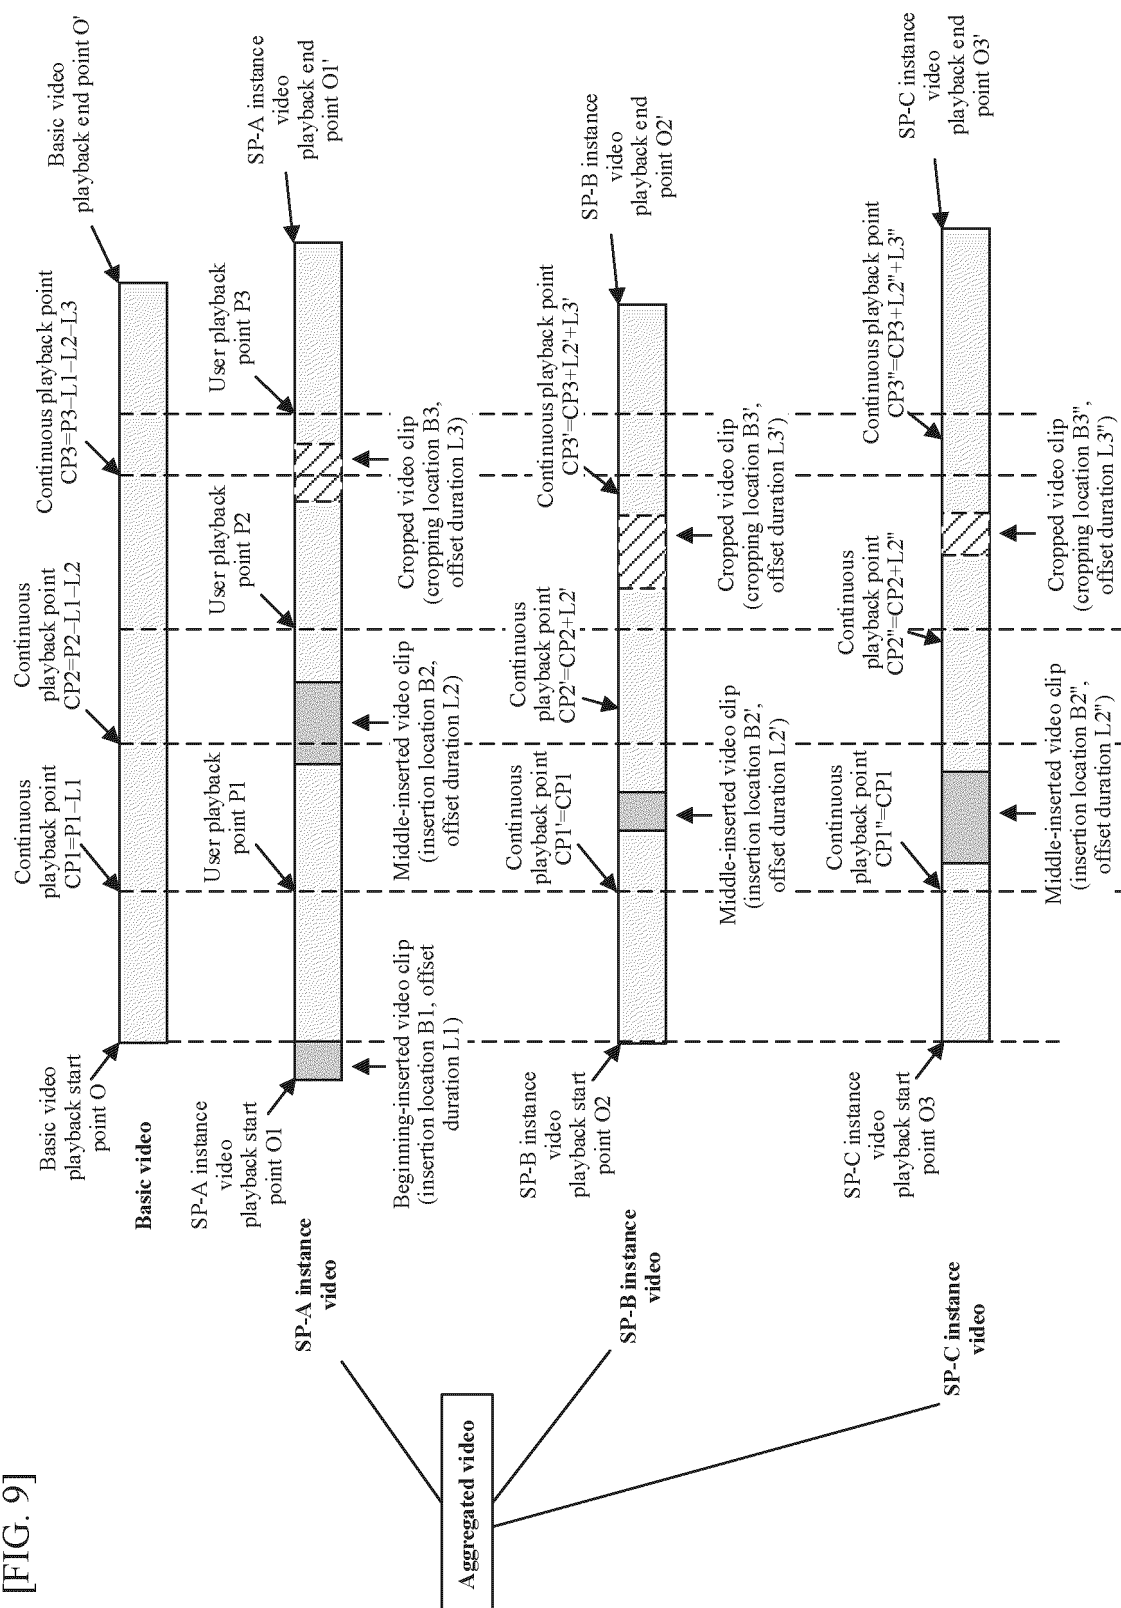 [FIG. 9]
Aggregated video
SP-A instance
video
SP-B instance
video
SP-C instance
video
Basic video
Basic video
playback start
point O
Continuous
playback point
CP1=P1–L1
Continuous
playback point
CP2=P2–L1–L2
Continuous playback point
CP3=P3–L1–L2–L3
Basic video
playback end point O'
SP-A instance
video
playback start
point O1
User playback
point P1
User playback
point P2
User playback
point P3
SP-A instance
video
playback end
point O1'
Beginning-inserted video clip
(insertion location B1, offset
duration L1)
Middle-inserted video clip
(insertion location B2,
offset duration L2)
Cropped video clip
(cropping location B3,
offset duration L3)
SP-B instance
video
playback start
point O2
Continuous
playback point
CP1'=CP1
Continuous
playback point
CP2'=CP2+L2'
Continuous playback point
CP3'=CP3+L2'+L3'
SP-B instance
video
playback end
point O2'
Middle-inserted video clip
(insertion location B2',
offset duration L2')
Cropped video clip
(cropping location B3',
offset duration L3')
SP-C instance
video
playback start
point O3
Continuous
playback point
CP1''=CP1
Continuous
playback point
CP2''=CP2+L2''
Continuous playback point
CP3''=CP3+L2''+L3''
SP-C instance
video
playback end
point O3'
Middle-inserted video clip
(insertion location B2'',
offset duration L2'')
Cropped video clip
(cropping location B3'',
offset duration L3'')